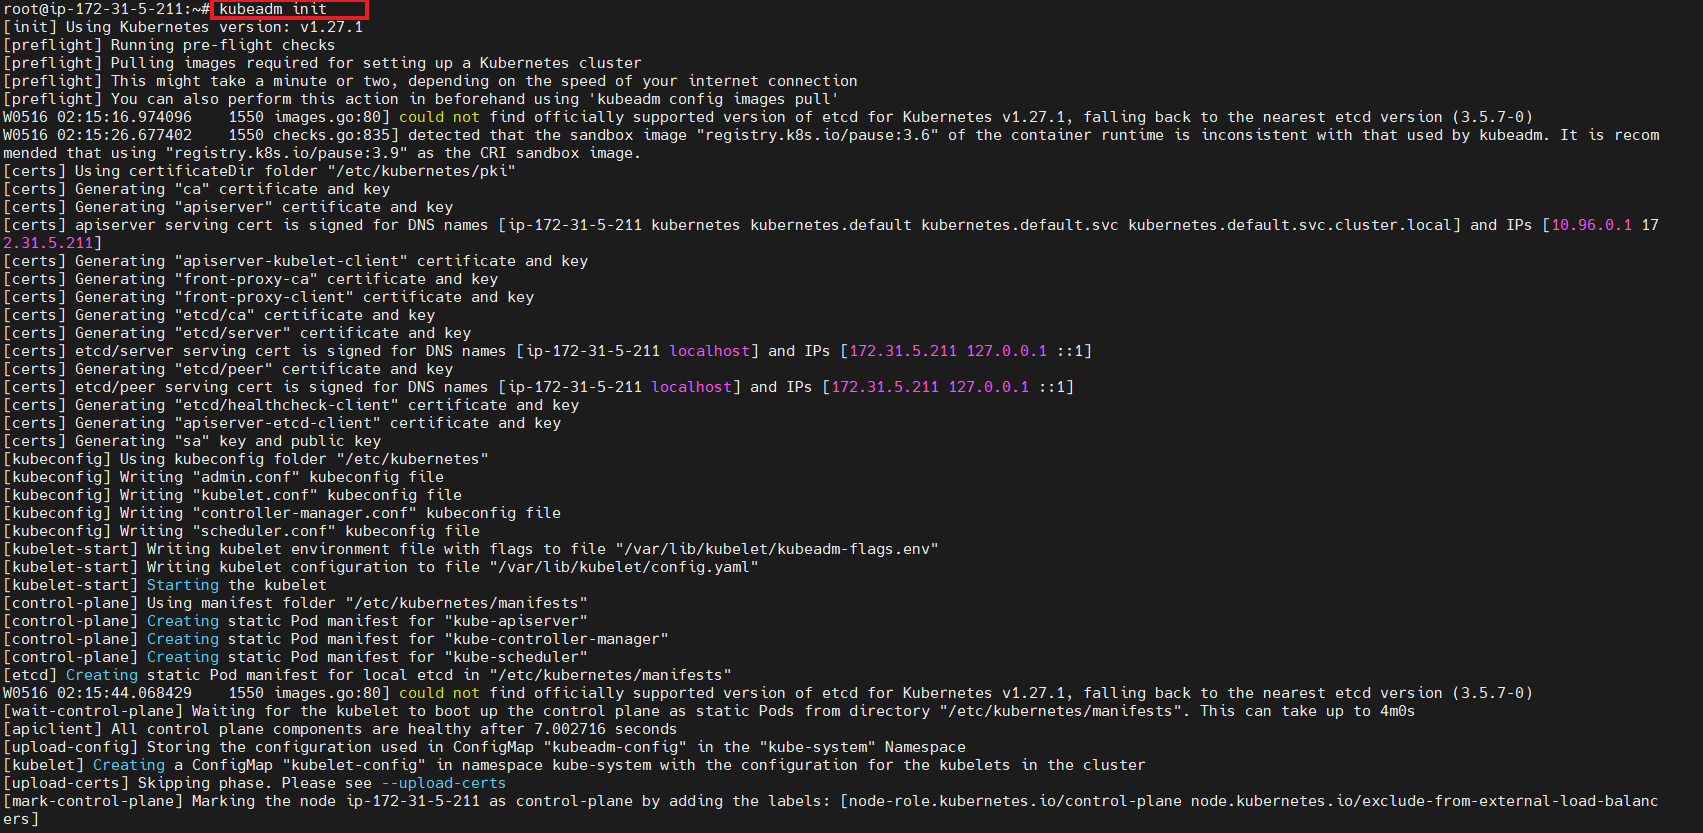 root@ip-172-31-5-211:~# kubeadm init
[init] Using Kubernetes version: v1.27.1
[preflight] Running pre-flight checks
[preflight] Pulling images required for setting up a Kubernetes cluster
[preflight] This might take a minute or two, depending on the speed of your internet connection
[preflight] You can also perform this action in beforehand using 'kubeadm config images pull'
W0516 02:15:16.974096    1550 images.go:80] could not find officially supported version of etcd for Kubernetes v1.27.1, falling back to the nearest etcd version (3.5.7-0)
W0516 02:15:26.677402    1550 checks.go:835] detected that the sandbox image "registry.k8s.io/pause:3.6" of the container runtime is inconsistent with that used by kubeadm. It is recom
mended that using "registry.k8s.io/pause:3.9" as the CRI sandbox image.
[certs] Using certificateDir folder "/etc/kubernetes/pki"
[certs] Generating "ca" certificate and key
[certs] Generating "apiserver" certificate and key
[certs] apiserver serving cert is signed for DNS names [ip-172-31-5-211 kubernetes kubernetes.default kubernetes.default.svc kubernetes.default.svc.cluster.local] and IPs [10.96.0.1 17
2.31.5.211]
[certs] Generating "apiserver-kubelet-client" certificate and key
[certs] Generating "front-proxy-ca" certificate and key
[certs] Generating "front-proxy-client" certificate and key
[certs] Generating "etcd/ca" certificate and key
[certs] Generating "etcd/server" certificate and key
[certs] etcd/server serving cert is signed for DNS names [ip-172-31-5-211 localhost] and IPs [172.31.5.211 127.0.0.1 ::1]
[certs] Generating "etcd/peer" certificate and key
[certs] etcd/peer serving cert is signed for DNS names [ip-172-31-5-211 localhost] and IPs [172.31.5.211 127.0.0.1 ::1]
[certs] Generating "etcd/healthcheck-client" certificate and key
[certs] Generating "apiserver-etcd-client" certificate and key
[certs] Generating "sa" key and public key
[kubeconfig] Using kubeconfig folder "/etc/kubernetes"
[kubeconfig] Writing "admin.conf" kubeconfig file
[kubeconfig] Writing "kubelet.conf" kubeconfig file
[kubeconfig] Writing "controller-manager.conf" kubeconfig file
[kubeconfig] Writing "scheduler.conf" kubeconfig file
[kubelet-start] Writing kubelet environment file with flags to file "/var/lib/kubelet/kubeadm-flags.env"
[kubelet-start] Writing kubelet configuration to file "/var/lib/kubelet/config.yaml"
[kubelet-start] Starting the kubelet
[control-plane] Using manifest folder "/etc/kubernetes/manifests"
[control-plane] Creating static Pod manifest for "kube-apiserver"
[control-plane] Creating static Pod manifest for "kube-controller-manager"
[control-plane] Creating static Pod manifest for "kube-scheduler"
[etcd] Creating static Pod manifest for local etcd in "/etc/kubernetes/manifests"
W0516 02:15:44.068429    1550 images.go:80] could not find officially supported version of etcd for Kubernetes v1.27.1, falling back to the nearest etcd version (3.5.7-0)
[wait-control-plane] Waiting for the kubelet to boot up the control plane as static Pods from directory "/etc/kubernetes/manifests". This can take up to 4m0s
[apiclient] All control plane components are healthy after 7.002716 seconds
[upload-config] Storing the configuration used in ConfigMap "kubeadm-config" in the "kube-system" Namespace
[kubelet] Creating a ConfigMap "kubelet-config" in namespace kube-system with the configuration for the kubelets in the cluster
[upload-certs] Skipping phase. Please see --upload-certs
[mark-control-plane] Marking the node ip-172-31-5-211 as control-plane by adding the labels: [node-role.kubernetes.io/control-plane node.kubernetes.io/exclude-from-external-load-balanc
ers]